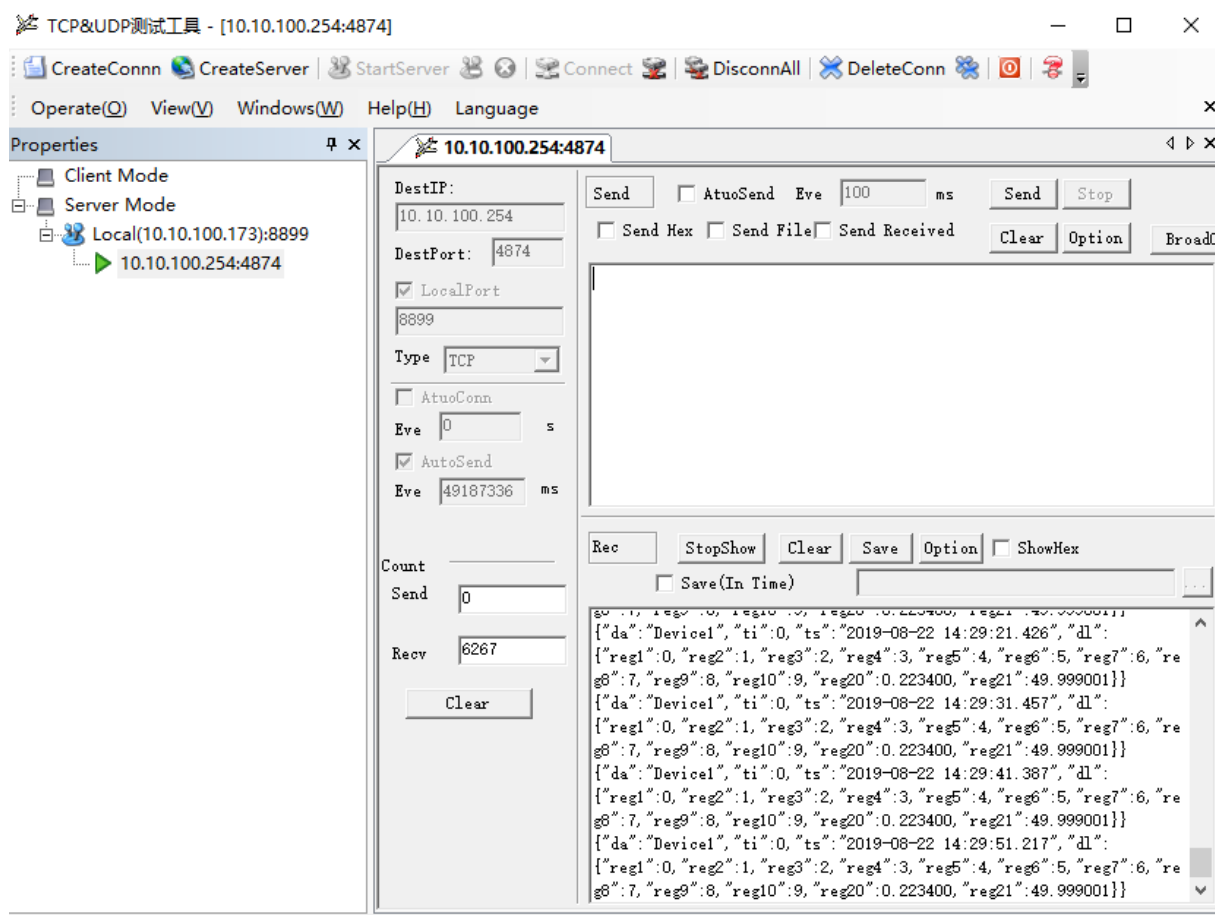 TCP&UDP测试工具 - [10.10.100.254:4874]
CreateConnn CreateServer StartServer Connect DisconnAll DeleteConn
Operate(O) View(V) Windows(W) Help(H) Language
Properties
Client Mode
Server Mode
Local(10.10.100.173):8899
10.10.100.254:4874
10.10.100.254:4874
DestIP:
10.10.100.254
DestPort: 4874
LocalPort
8899
Type TCP
AtuoConn
Eve 0 s
AutoSend
Eve 49187336 ms
Count
Send 0
Recv 6267
Clear
Send AtuoSend Eve 100 ms Send Stop
Send Hex Send File Send Received Clear Option BroadC
Rec StopShow Clear Save Option ShowHex
Save(In Time) ...
g8":7,"reg9":8,"reg10":9,"reg20":0.223400,"reg21":49.999001}}
{"da":"Device1","ti":0,"ts":"2019-08-22 14:29:21.426","dl":
{"reg1":0,"reg2":1,"reg3":2,"reg4":3,"reg5":4,"reg6":5,"reg7":6,"re
g8":7,"reg9":8,"reg10":9,"reg20":0.223400,"reg21":49.999001}}
{"da":"Device1","ti":0,"ts":"2019-08-22 14:29:31.457","dl":
{"reg1":0,"reg2":1,"reg3":2,"reg4":3,"reg5":4,"reg6":5,"reg7":6,"re
g8":7,"reg9":8,"reg10":9,"reg20":0.223400,"reg21":49.999001}}
{"da":"Device1","ti":0,"ts":"2019-08-22 14:29:41.387","dl":
{"reg1":0,"reg2":1,"reg3":2,"reg4":3,"reg5":4,"reg6":5,"reg7":6,"re
g8":7,"reg9":8,"reg10":9,"reg20":0.223400,"reg21":49.999001}}
{"da":"Device1","ti":0,"ts":"2019-08-22 14:29:51.217","dl":
{"reg1":0,"reg2":1,"reg3":2,"reg4":3,"reg5":4,"reg6":5,"reg7":6,"re
g8":7,"reg9":8,"reg10":9,"reg20":0.223400,"reg21":49.999001}}